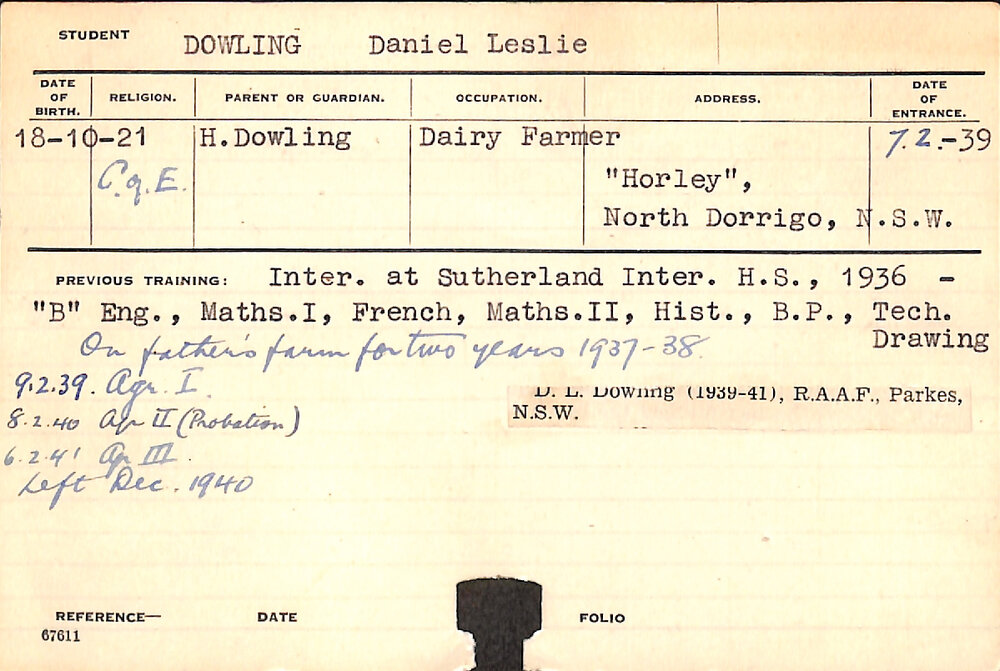 STUDENT DOWLING Daniel Leslie
DATE OF BIRTH. RELIGION. PARENT OR GUARDIAN. OCCUPATION. ADDRESS. DATE OF ENTRANCE.
18-10-21 H.Dowling Dairy Farmer 7.2.-39
C.of.E. "Horley",
North Dorrigo, N.S.W.
PREVIOUS TRAINING: Inter. at Sutherland Inter. H.S., 1936 -
"B" Eng., Maths.I, French, Maths.II, Hist., B.P., Tech.
Drawing
On father's farm for two years 1937-38.
9.2.39. Agr. I.
D. L. Dowling (1939-41), R.A.A.F., Parkes,
N.S.W.
8.2.40 Agr II (Probation)
6.2.41 Agr III.
Left Dec. 1940
REFERENCE— DATE FOLIO
67611